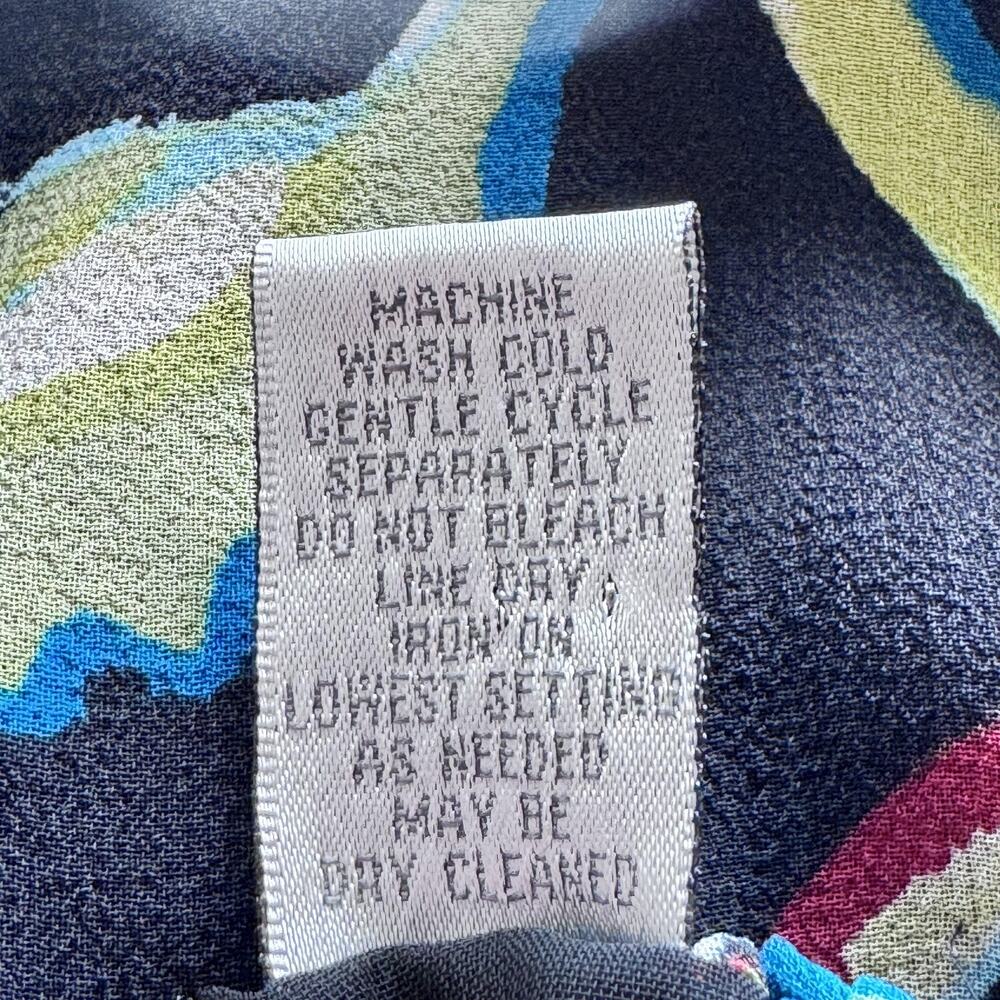 MACHINE
WASH COLD
GENTLE CYCLE
SEPARATELY
DO NOT BLEACH
LINE DRY,
IRON ON
LOWEST SETTING
AS NEEDED
MAY BE
DRY CLEANED